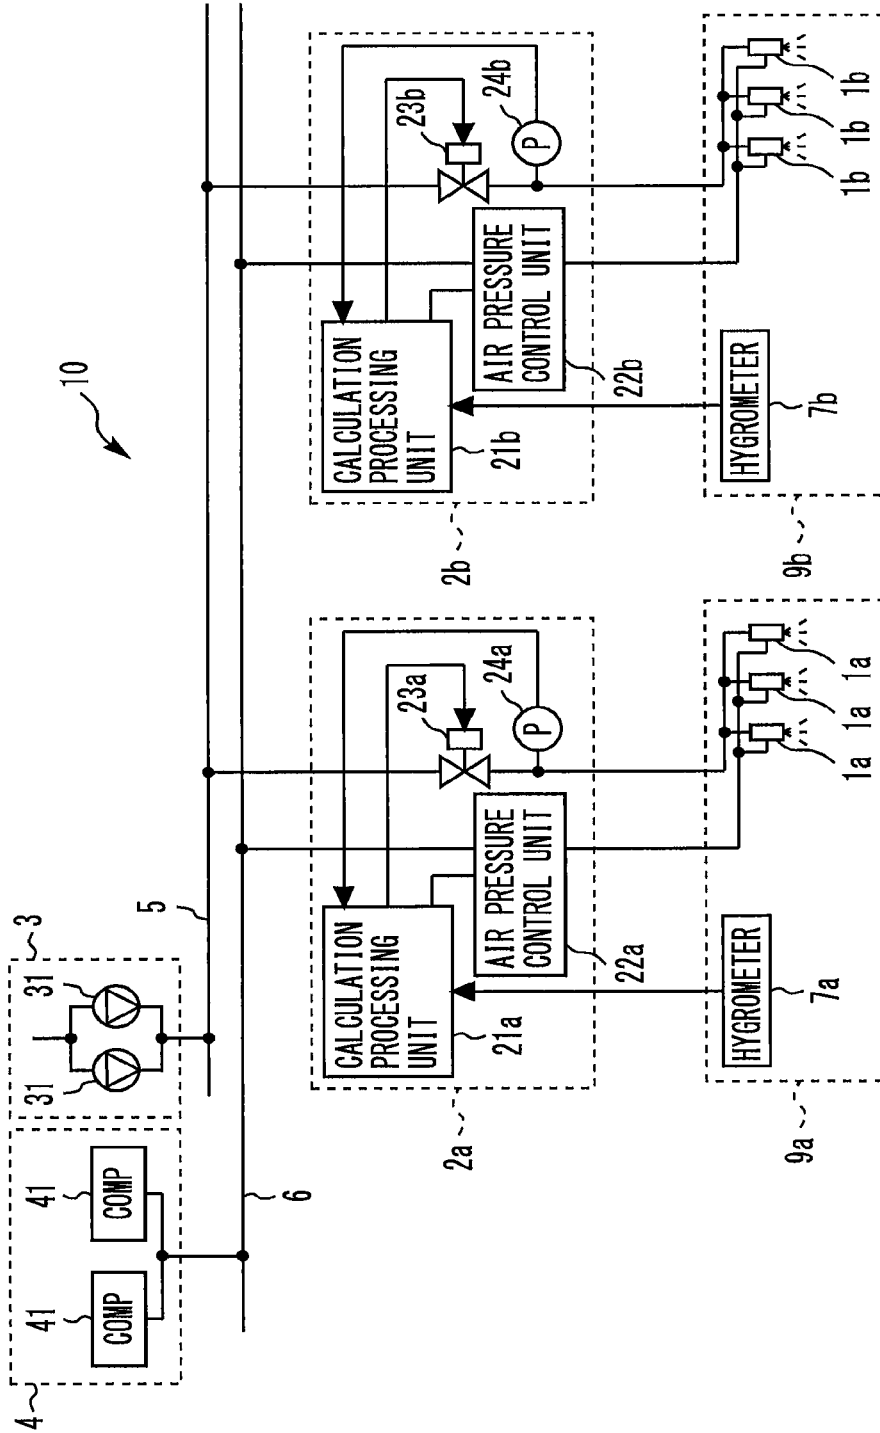 4
3
41
41
31
31
10
COMP
COMP
5
6
CALCULATION
PROCESSING
UNIT
23a
24a
P
AIR PRESSURE
CONTROL UNIT
21a
22a
2a
CALCULATION
PROCESSING
UNIT
23b
24b
P
AIR PRESSURE
CONTROL UNIT
21b
22b
2b
HYGROMETER
7a
1a
1a
1a
9a
HYGROMETER
7b
1b
1b
1b
9b